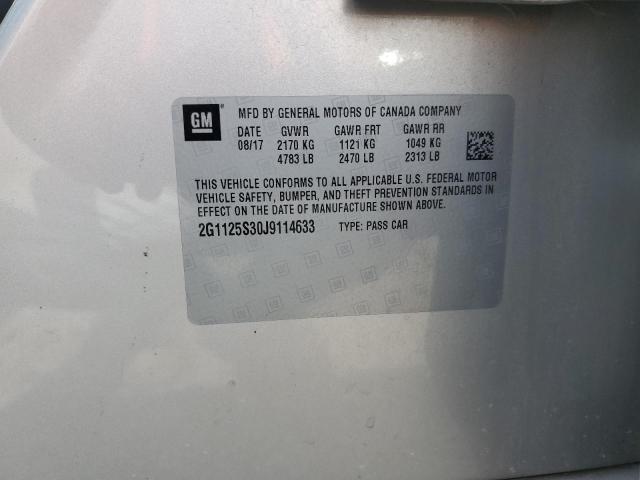 GM
MFD BY GENERAL MOTORS OF CANADA COMPANY
DATE GVWR GAWR FRT GAWR RR
08/17 2170 KG 1121 KG 1049 KG
4783 LB 2470 LB 2313 LB
THIS VEHICLE CONFORMS TO ALL APPLICABLE U.S. FEDERAL MOTOR
VEHICLE SAFETY, BUMPER, AND THEFT PREVENTION STANDARDS IN
EFFECT ON THE DATE OF MANUFACTURE SHOWN ABOVE.
2G1125S30J9114633 TYPE: PASS CAR